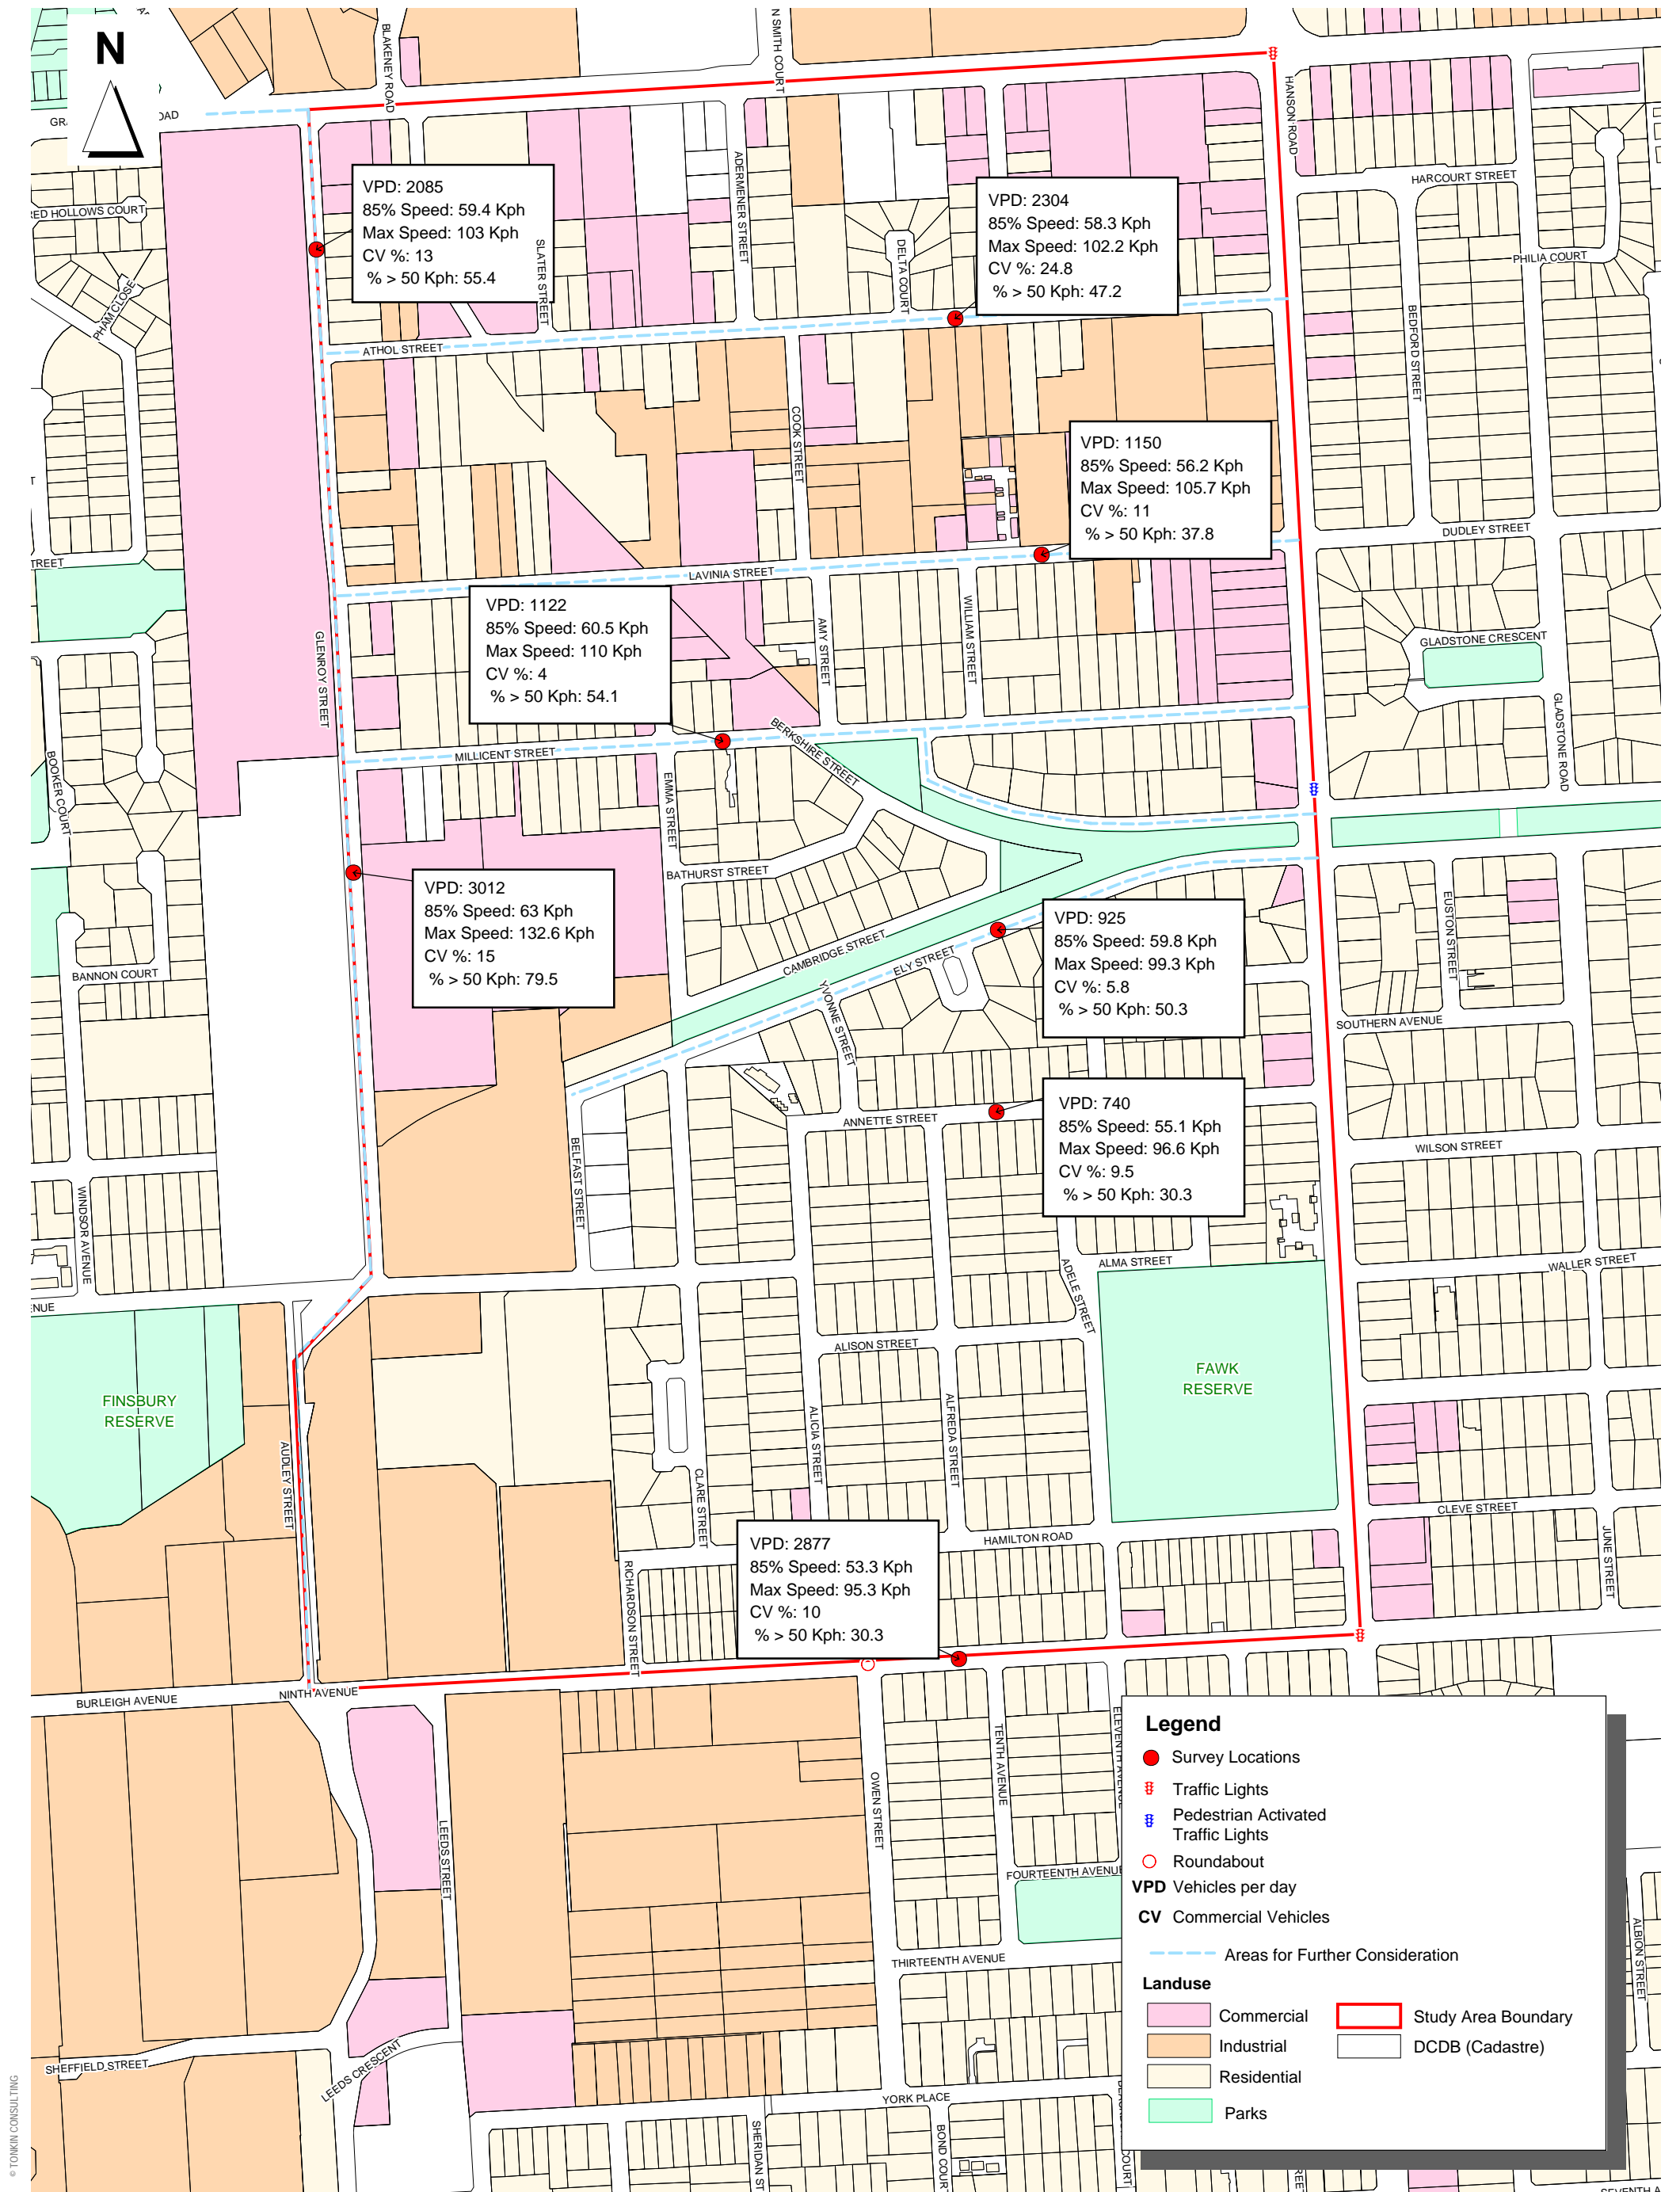 N
BLAKENEY ROAD
N SMITH COURT
HANSON ROAD
OAD
HARCOURT STREET
RED HOLLOWS COURT
ADERMENER STREET
VPD: 2085
85% Speed: 59.4 Kph
Max Speed: 103 Kph
CV %: 13
% > 50 Kph: 55.4
VPD: 2304
85% Speed: 58.3 Kph
Max Speed: 102.2 Kph
CV %: 24.8
% > 50 Kph: 47.2
SLATER STREET
DELTA COURT
PHILIA COURT
PHAM CLOSE
BEDFORD STREET
ATHOL STREET
COOK STREET
VPD: 1150
85% Speed: 56.2 Kph
Max Speed: 105.7 Kph
CV %: 11
% > 50 Kph: 37.8
DUDLEY STREET
TREET
LAVINIA STREET
VPD: 1122
85% Speed: 60.5 Kph
Max Speed: 110 Kph
CV %: 4
% > 50 Kph: 54.1
AMY STREET
WILLIAM STREET
GLENROY STREET
GLADSTONE CRESCENT
GLADSTONE ROAD
BERKSHIRE STREET
MILLICENT STREET
BOOKER COURT
EMMA STREET
BATHURST STREET
VPD: 3012
85% Speed: 63 Kph
Max Speed: 132.6 Kph
CV %: 15
% > 50 Kph: 79.5
VPD: 925
85% Speed: 59.8 Kph
Max Speed: 99.3 Kph
CV %: 5.8
% > 50 Kph: 50.3
EUSTON STREET
CAMBRIDGE STREET
ELY STREET
BANNON COURT
YVONNE STREET
SOUTHERN AVENUE
VPD: 740
85% Speed: 55.1 Kph
Max Speed: 96.6 Kph
CV %: 9.5
% > 50 Kph: 30.3
ANNETTE STREET
WILSON STREET
BELFAST STREET
WINDSOR AVENUE
ALMA STREET
WALLER STREET
ADELE STREET
ENUE
ALISON STREET
FAWK
RESERVE
FINSBURY
RESERVE
ALICIA STREET
ALFREDA STREET
AUDLEY STREET
CLARE STREET
CLEVE STREET
HAMILTON ROAD
JUNE STREET
VPD: 2877
85% Speed: 53.3 Kph
Max Speed: 95.3 Kph
CV %: 10
% > 50 Kph: 30.3
RICHARDSON STREET
BURLEIGH AVENUE
NINTH AVENUE
TENTH AVENUE
ELEVENTH AVENUE
OWEN STREET
LEEDS STREET
FOURTEENTH AVENUE
THIRTEENTH AVENUE
ALBION STREET
Legend
Survey Locations
Traffic Lights
Pedestrian Activated
Traffic Lights
Roundabout
VPD Vehicles per day
CV Commercial Vehicles
Areas for Further Consideration
Landuse
Commercial
Study Area Boundary
Industrial
DCDB (Cadastre)
Residential
Parks
SHEFFIELD STREET
LEEDS CRESCENT
YORK PLACE
SHERIDAN ST
BOND COURT
OURT
SEVENTH A
© TONKIN CONSULTING